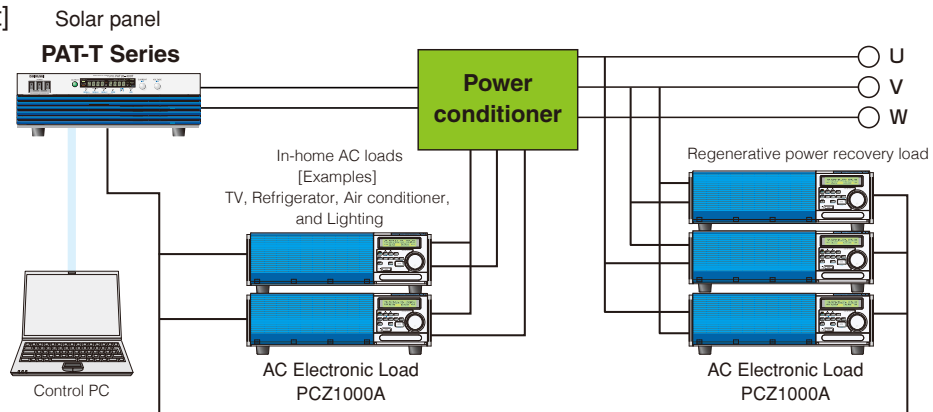 t]
Solar panel
PAT-T Series
Power
conditioner
U
V
W
In-home AC loads
[Examples]
TV, Refrigerator, Air conditioner,
and Lighting
Regenerative power recovery load
Control PC
AC Electronic Load
PCZ1000A
AC Electronic Load
PCZ1000A